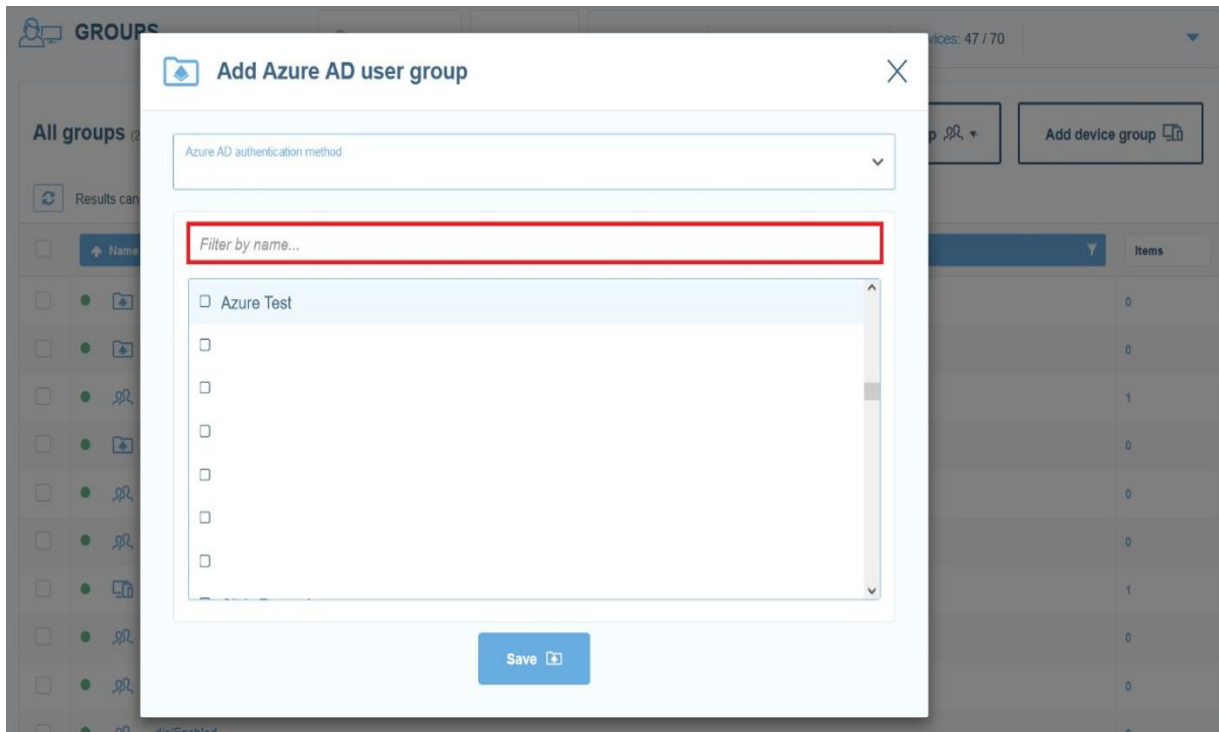 GROUPS
vices: 47 / 70
Add Azure AD user group
All groups
Add device group
Azure AD authentication method
Results can
Filter by name...
Name
Items
Azure Test
0
0
1
0
0
0
1
0
0
Save